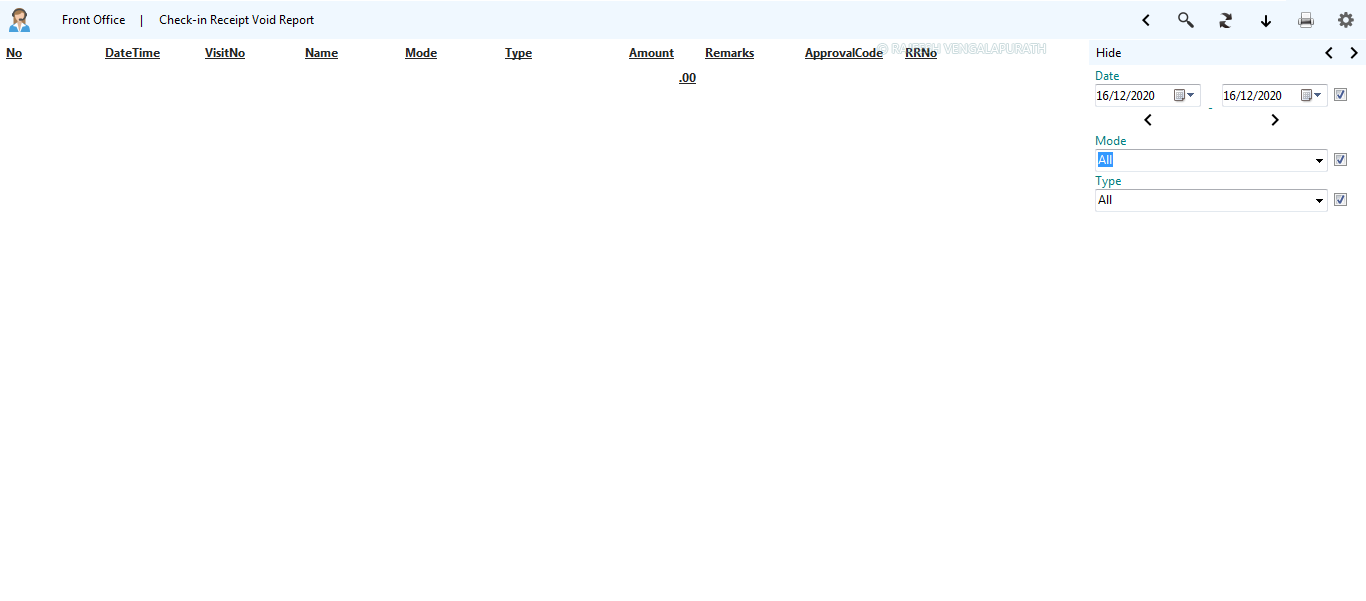 Front Office | Check-in Receipt Void Report
No DateTime VisitNo Name Mode Type Amount Remarks ApprovalCode RRNo
.00
© RAJEESH VENGALAPURATH
Hide
Date
16/12/2020 - 16/12/2020
Mode
All
Type
All